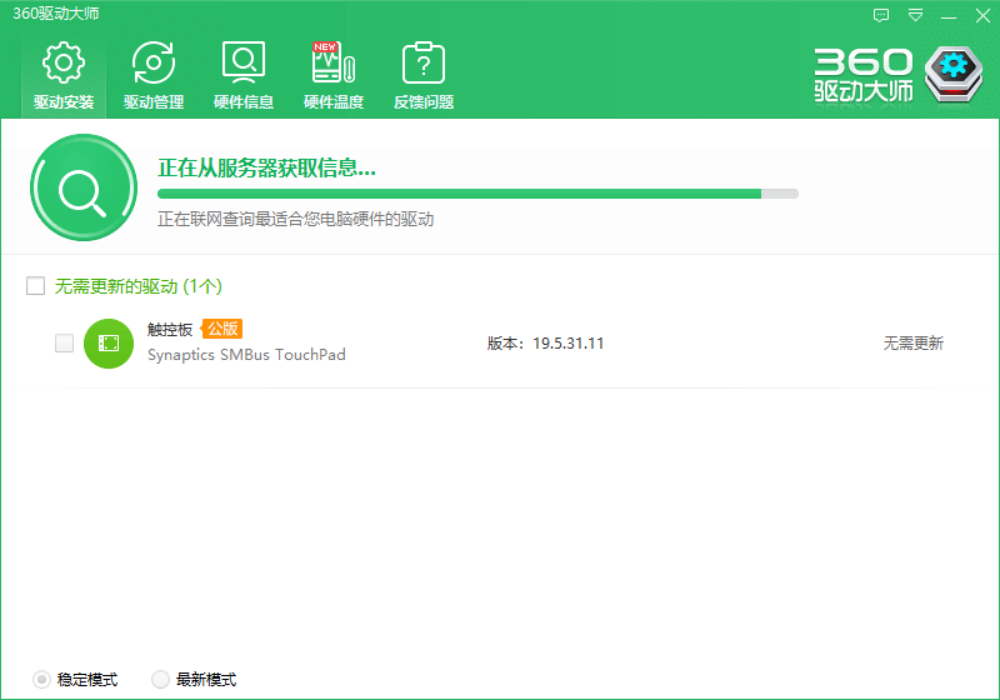 360驱动大师
NEW
驱动安装 驱动管理 硬件信息 硬件温度 反馈问题
360
驱动大师
正在从服务器获取信息...
正在联网查询最适合您电脑硬件的驱动
无需更新的驱动 (1个)
触控板 公版
Synaptics SMBus TouchPad
版本：19.5.31.11
无需更新
稳定模式 最新模式